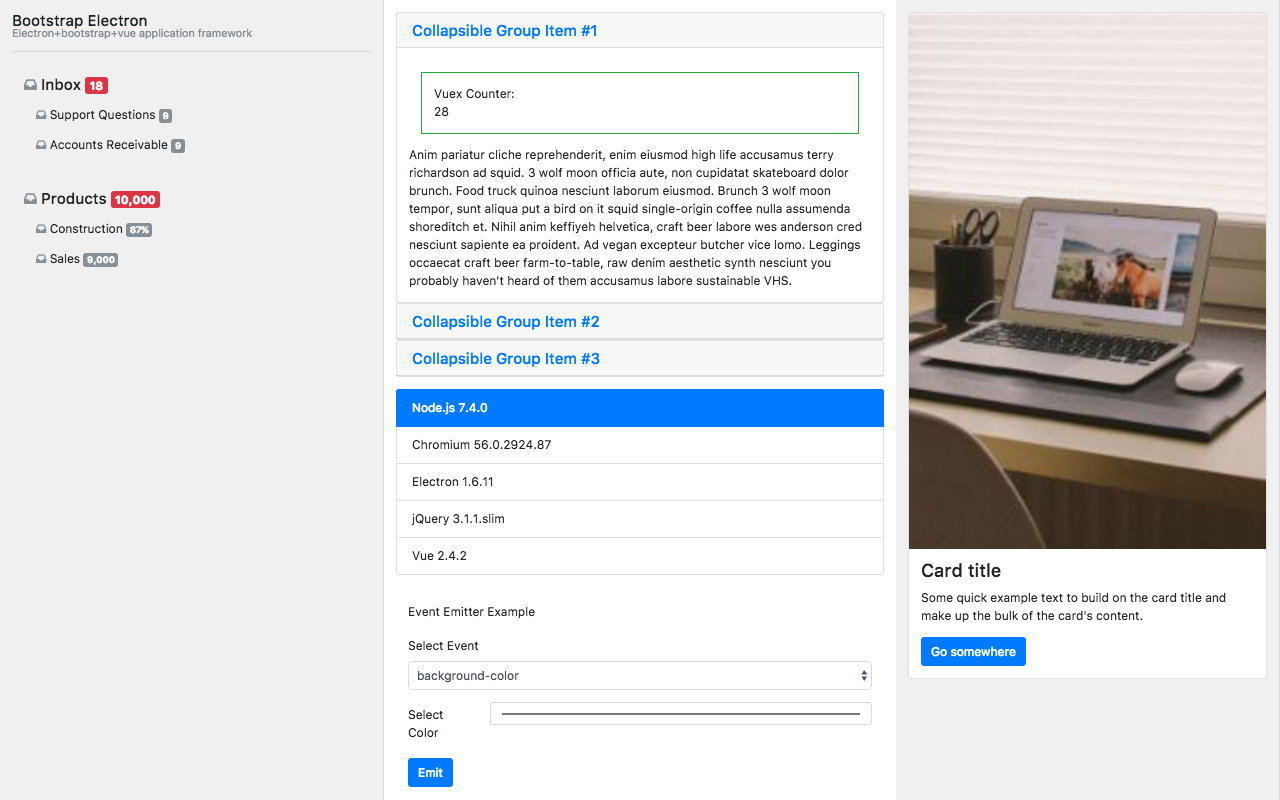 Bootstrap Electron
Electron+bootstrap+vue application framework
Inbox 18
Support Questions 9
Accounts Receivable 9
Products 10,000
Construction 87%
Sales 9,000
Collapsible Group Item #1
Vuex Counter:
28
Anim pariatur cliche reprehenderit, enim eiusmod high life accusamus terry
richardson ad squid. 3 wolf moon officia aute, non cupidatat skateboard dolor
brunch. Food truck quinoa nesciunt laborum eiusmod. Brunch 3 wolf moon
tempor, sunt aliqua put a bird on it squid single-origin coffee nulla assumenda
shoreditch et. Nihil anim keffiyeh helvetica, craft beer labore wes anderson cred
nesciunt sapiente ea proident. Ad vegan excepteur butcher vice lomo. Leggings
occaecat craft beer farm-to-table, raw denim aesthetic synth nesciunt you
probably haven't heard of them accusamus labore sustainable VHS.
Collapsible Group Item #2
Collapsible Group Item #3
Node.js 7.4.0
Chromium 56.0.2924.87
Electron 1.6.11
jQuery 3.1.1.slim
Vue 2.4.2
Event Emitter Example
Select Event
background-color
Select
Color
Emit
Card title
Some quick example text to build on the card title and
make up the bulk of the card's content.
Go somewhere